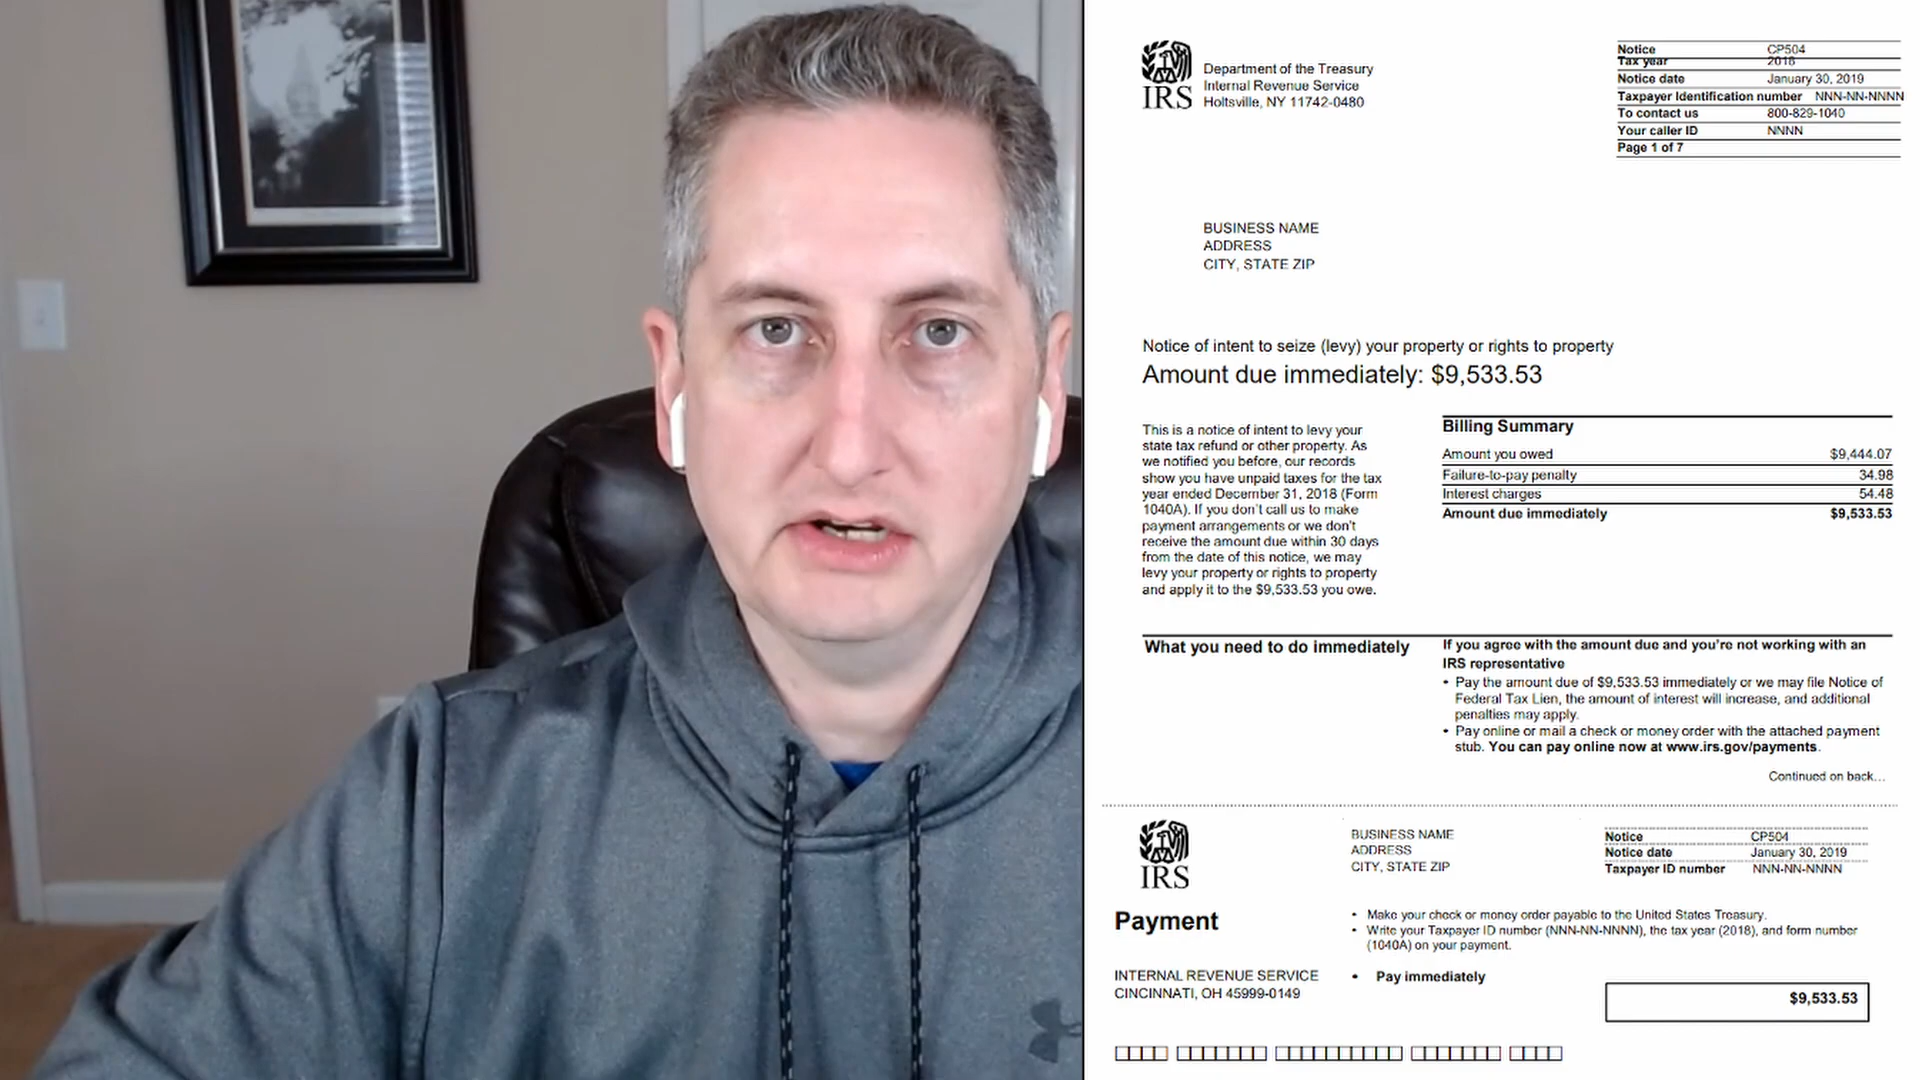 IRS
Department of the Treasury
Internal Revenue Service
Holtsville, NY 11742-0480
Notice CP504
Tax year 2018
Notice date January 30, 2019
Taxpayer Identification number NNN-NN-NNNN
To contact us 800-829-1040
Your caller ID NNNN
Page 1 of 7
BUSINESS NAME
ADDRESS
CITY, STATE ZIP
Notice of intent to seize (levy) your property or rights to property
Amount due immediately: $9,533.53
This is a notice of intent to levy your
state tax refund or other property. As
we notified you before, our records
show you have unpaid taxes for the tax
year ended December 31, 2018 (Form
1040A). If you don't call us to make
payment arrangements or we don't
receive the amount due within 30 days
from the date of this notice, we may
levy your property or rights to property
and apply it to the $9,533.53 you owe.
Billing Summary
Amount you owed $9,444.07
Failure-to-pay penalty 34.98
Interest charges 54.48
Amount due immediately $9,533.53
What you need to do immediately
If you agree with the amount due and you're not working with an
IRS representative
• Pay the amount due of $9,533.53 immediately or we may file Notice of
Federal Tax Lien, the amount of interest will increase, and additional
penalties may apply.
• Pay online or mail a check or money order with the attached payment
stub. You can pay online now at www.irs.gov/payments.
Continued on back...
IRS
BUSINESS NAME
ADDRESS
CITY, STATE ZIP
Notice CP504
Notice date January 30, 2019
Taxpayer ID number NNN-NN-NNNN
Payment
• Make your check or money order payable to the United States Treasury.
• Write your Taxpayer ID number (NNN-NN-NNNN), the tax year (2018), and form number
(1040A) on your payment.
• Pay immediately
INTERNAL REVENUE SERVICE
CINCINNATI, OH 45999-0149
$9,533.53